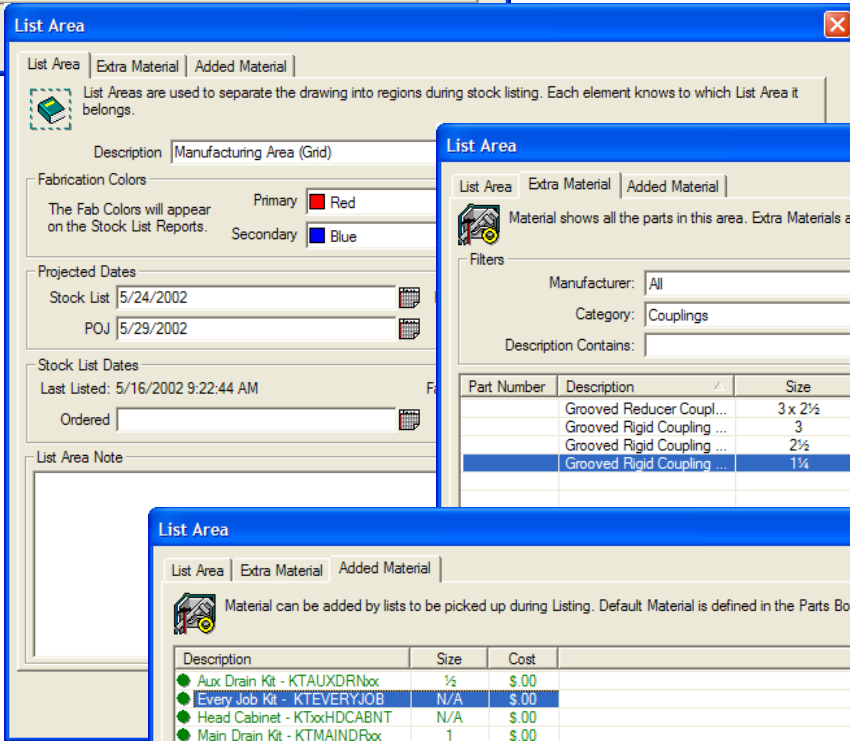 List Area
List Area Extra Material Added Material
List Areas are used to separate the drawing into regions during stock listing. Each element knows to which List Area it
belongs.
Description Manufacturing Area (Grid)
Fabrication Colors
The Fab Colors will appear
on the Stock List Reports.
Primary Red
Secondary Blue
Projected Dates
Stock List 5/24/2002
POJ 5/29/2002
Stock List Dates
Last Listed: 5/16/2002 9:22:44 AM
Ordered
List Area Note
List Area
List Area Extra Material Added Material
Material shows all the parts in this area. Extra Materials a
Filters
Manufacturer: All
Category: Couplings
Description Contains:
Part Number Description Size
Grooved Reducer Coupl... 3 x 2½
Grooved Rigid Coupling ... 3
Grooved Rigid Coupling ... 2½
Grooved Rigid Coupling ... 1¼
List Area
List Area Extra Material Added Material
Material can be added by lists to be picked up during Listing. Default Material is defined in the Parts Bo
Description Size Cost
Aux Drain Kit - KTAUXDRNxx ½ $.00
Every Job Kit - KTEVERYJOB N/A $.00
Head Cabinet - KTxxHDCABNT N/A $.00
Main Drain Kit - KTMAINDRxx 1 $.00